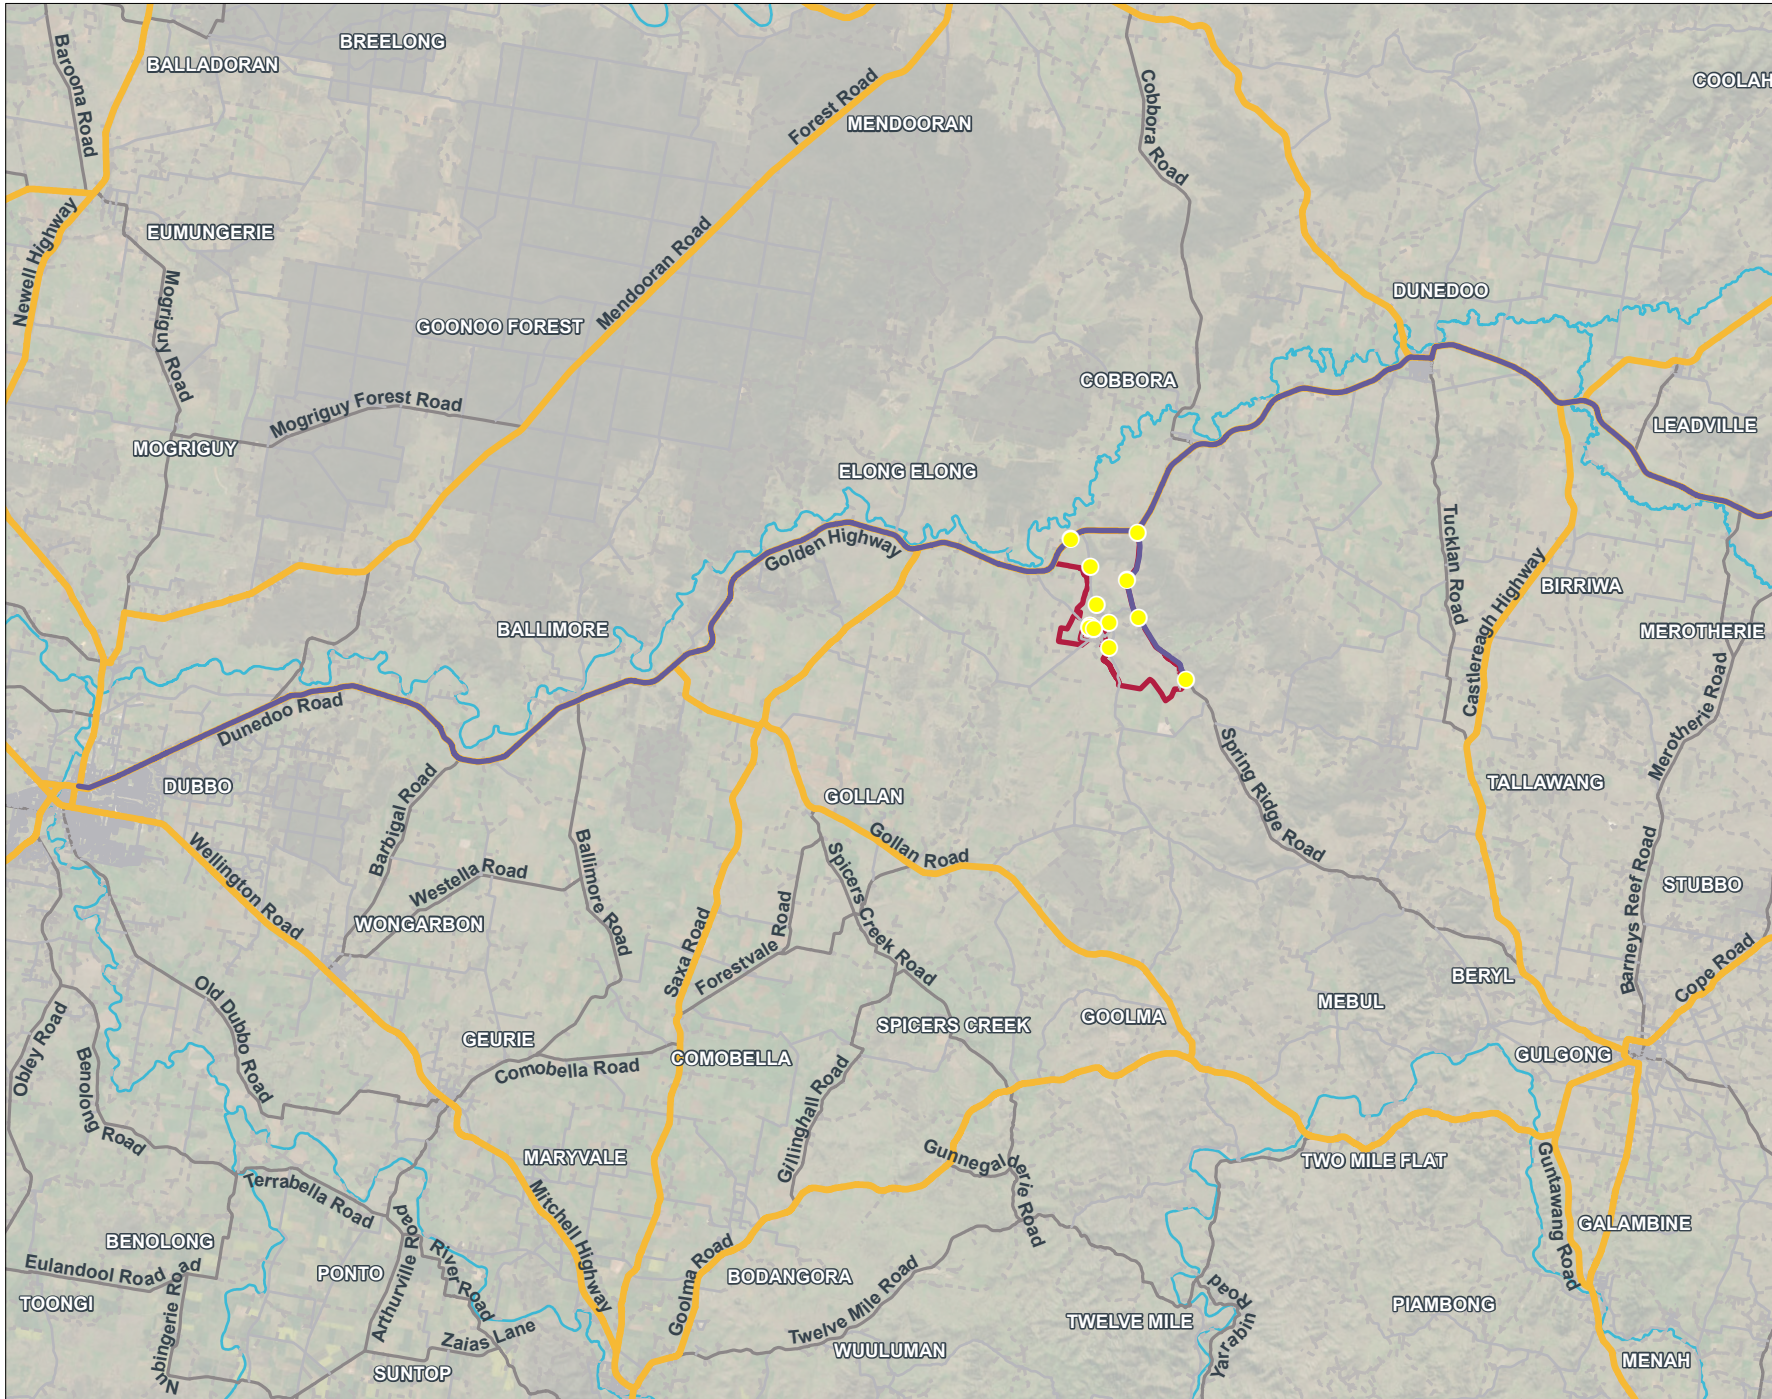 BREELONG
BALLADORAN
COOLAH
Baroona Road
Forest Road
MENDOORAN
Cobbora Road
EUMUNGERIE
Newell Highway
Mogriguy Road
Mendooran Road
GOONOO FOREST
DUNEDOO
COBBORA
Mogriguy Forest Road
MOGRIGUY
LEADVILLE
ELONG ELONG
Golden Highway
Tucklan Road
BIRRIWA
BALLIMORE
MEROTHERIE
Castlereagh Highway
Dunedoo Road
Merotherie Road
Spring Ridge Road
DUBBO
TALLAWANG
GOLLAN
Barbigal Road
Wellington Road
Gollan Road
Westella Road
Ballimore Road
Spicers Creek Road
STUBBO
Barneys Reef Road
WONGARBON
Forestvale Road
Saxa Road
Cope Road
BERYL
MEBUL
Old Dubbo Road
GOOLMA
SPICERS CREEK
GEURIE
Obley Road
COMOBELLA
GULGONG
Comobella Road
Benolong Road
Gillinghall Road
MARYVALE
Gunnegalderie Road
TWO MILE FLAT
Terrabella Road
Guntawang Road
Mitchell Highway
GALAMBINE
BENOLONG
Arthurville Road
River Road
Eulandool Road
PONTO
Goolma Road
BODANGORA
Twelve Mile Road
TOONGI
Nubingerie Road
PIAMBONG
TWELVE MILE
Yarrabin Road
Zaias Lane
WUULUMAN
MENAH
SUNTOP